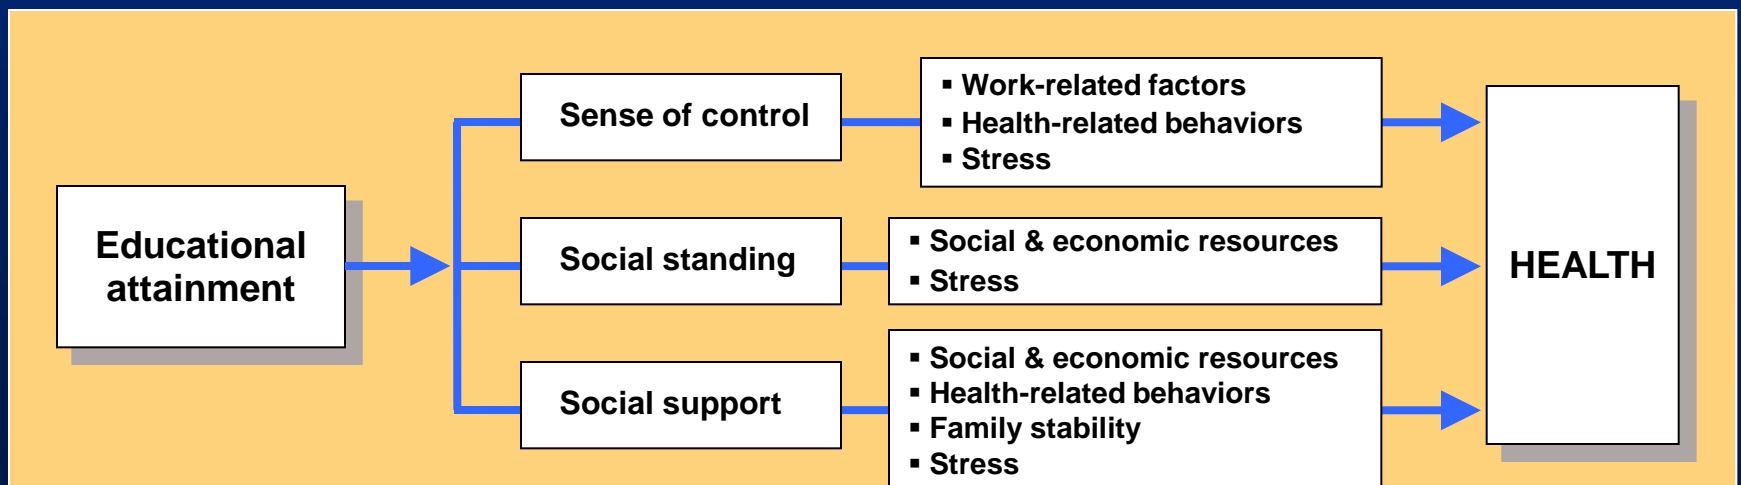 Educational
attainment
Sense of control
▪ Work-related factors
▪ Health-related behaviors
▪ Stress
Social standing
▪ Social & economic resources
▪ Stress
Social support
▪ Social & economic resources
▪ Health-related behaviors
▪ Family stability
▪ Stress
HEALTH